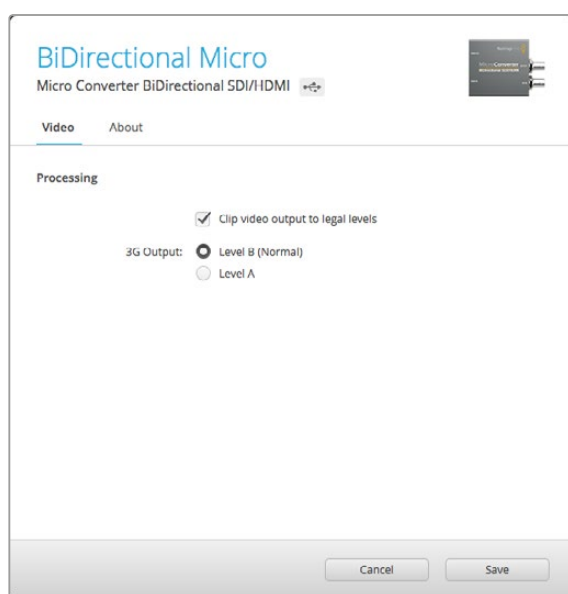 BiDirectional Micro
Micro Converter BiDirectional SDI/HDMI
Video About
Processing
Clip video output to legal levels
3G Output: Level B (Normal)
Level A
Cancel Save